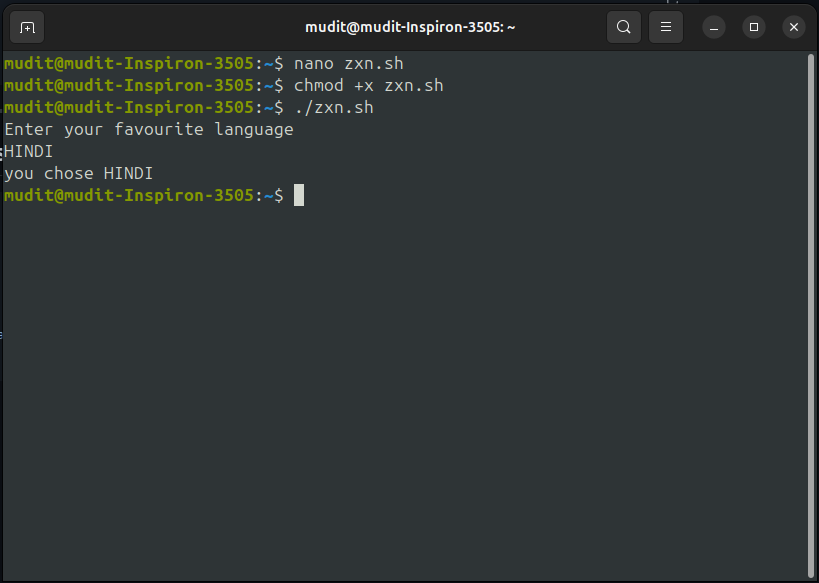 mudit@mudit-Inspiron-3505: ~
mudit@mudit-Inspiron-3505:~$ nano zxn.sh
mudit@mudit-Inspiron-3505:~$ chmod +x zxn.sh
mudit@mudit-Inspiron-3505:~$ ./zxn.sh
Enter your favourite language
HINDI
you chose HINDI
mudit@mudit-Inspiron-3505:~$